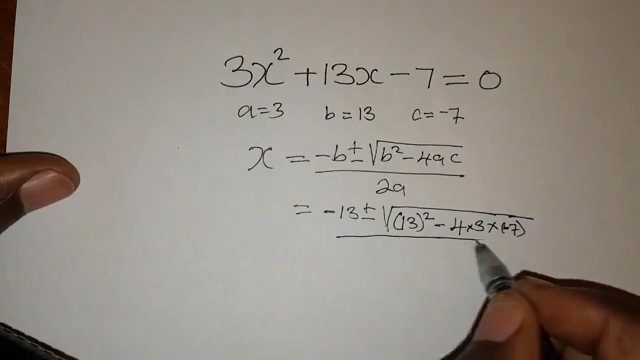 3x² + 13x - 7 = 0
a=3 b=13 c=-7
x = -b ± √b² - 4ac
2a
= -13 ± √(13)² - 4×3×(-7)